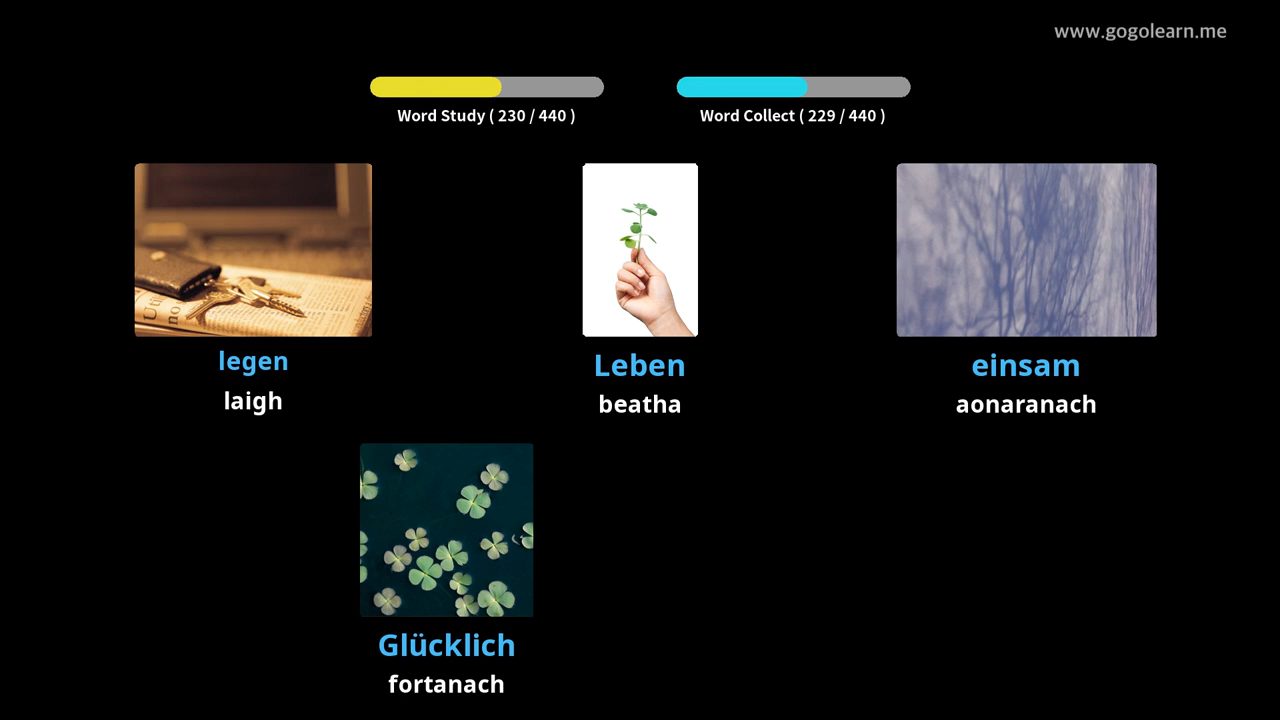 www.gogolearn.me
Word Study ( 230 / 440 )
Word Collect ( 229 / 440 )
legen
laigh
Leben
beatha
einsam
aonaranach
Glücklich
fortanach